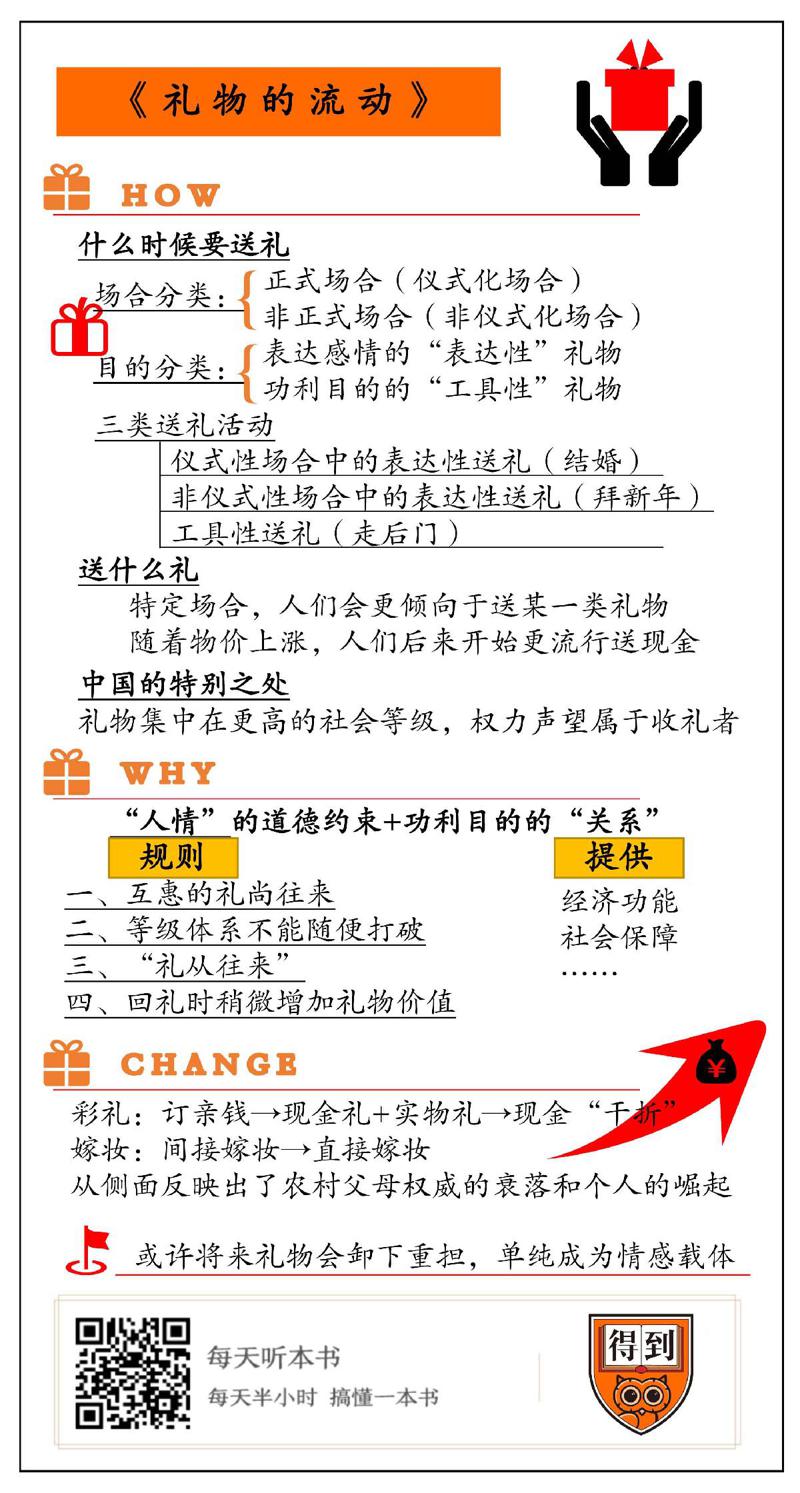 《礼物的流动》
HOW
什么时候要送礼
场合分类：
正式场合（仪式化场合）
非正式场合（非仪式化场合）
目的分类：
表达感情的“表达性”礼物
功利目的的“工具性”礼物
三类送礼活动
仪式性场合中的表达性送礼（结婚）
非仪式性场合中的表达性送礼（拜新年）
工具性送礼（走后门）
送什么礼
特定场合，人们会更倾向于送某一类礼物
随着物价上涨，人们后来开始更流行送现金
中国的特别之处
礼物集中在更高的社会等级，权力声望属于收礼者
WHY
“人情”的道德约束+功利目的的“关系”
规则
一、互惠的礼尚往来
二、等级体系不能随便打破
三、“礼从往来”
四、回礼时稍微增加礼物价值
提供
经济功能
社会保障
……
CHANGE
¥
彩礼：订亲钱→现金礼+实物礼→现金“干折”
嫁妆：间接嫁妆→直接嫁妆
从侧面反映出了农村父母权威的衰落和个人的崛起
或许将来礼物会卸下重担，单纯成为情感载体
每天听本书
每天半小时 搞懂一本书
得到